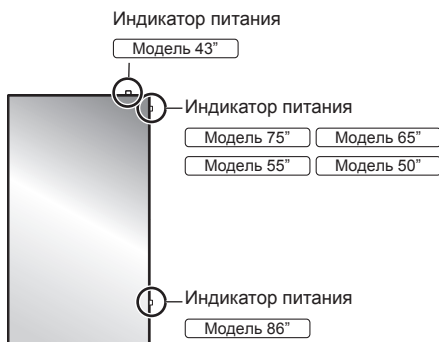 Индикатор питания
Модель 43”
Индикатор питания
Модель 75” Модель 65”
Модель 55” Модель 50”
Индикатор питания
Модель 86”